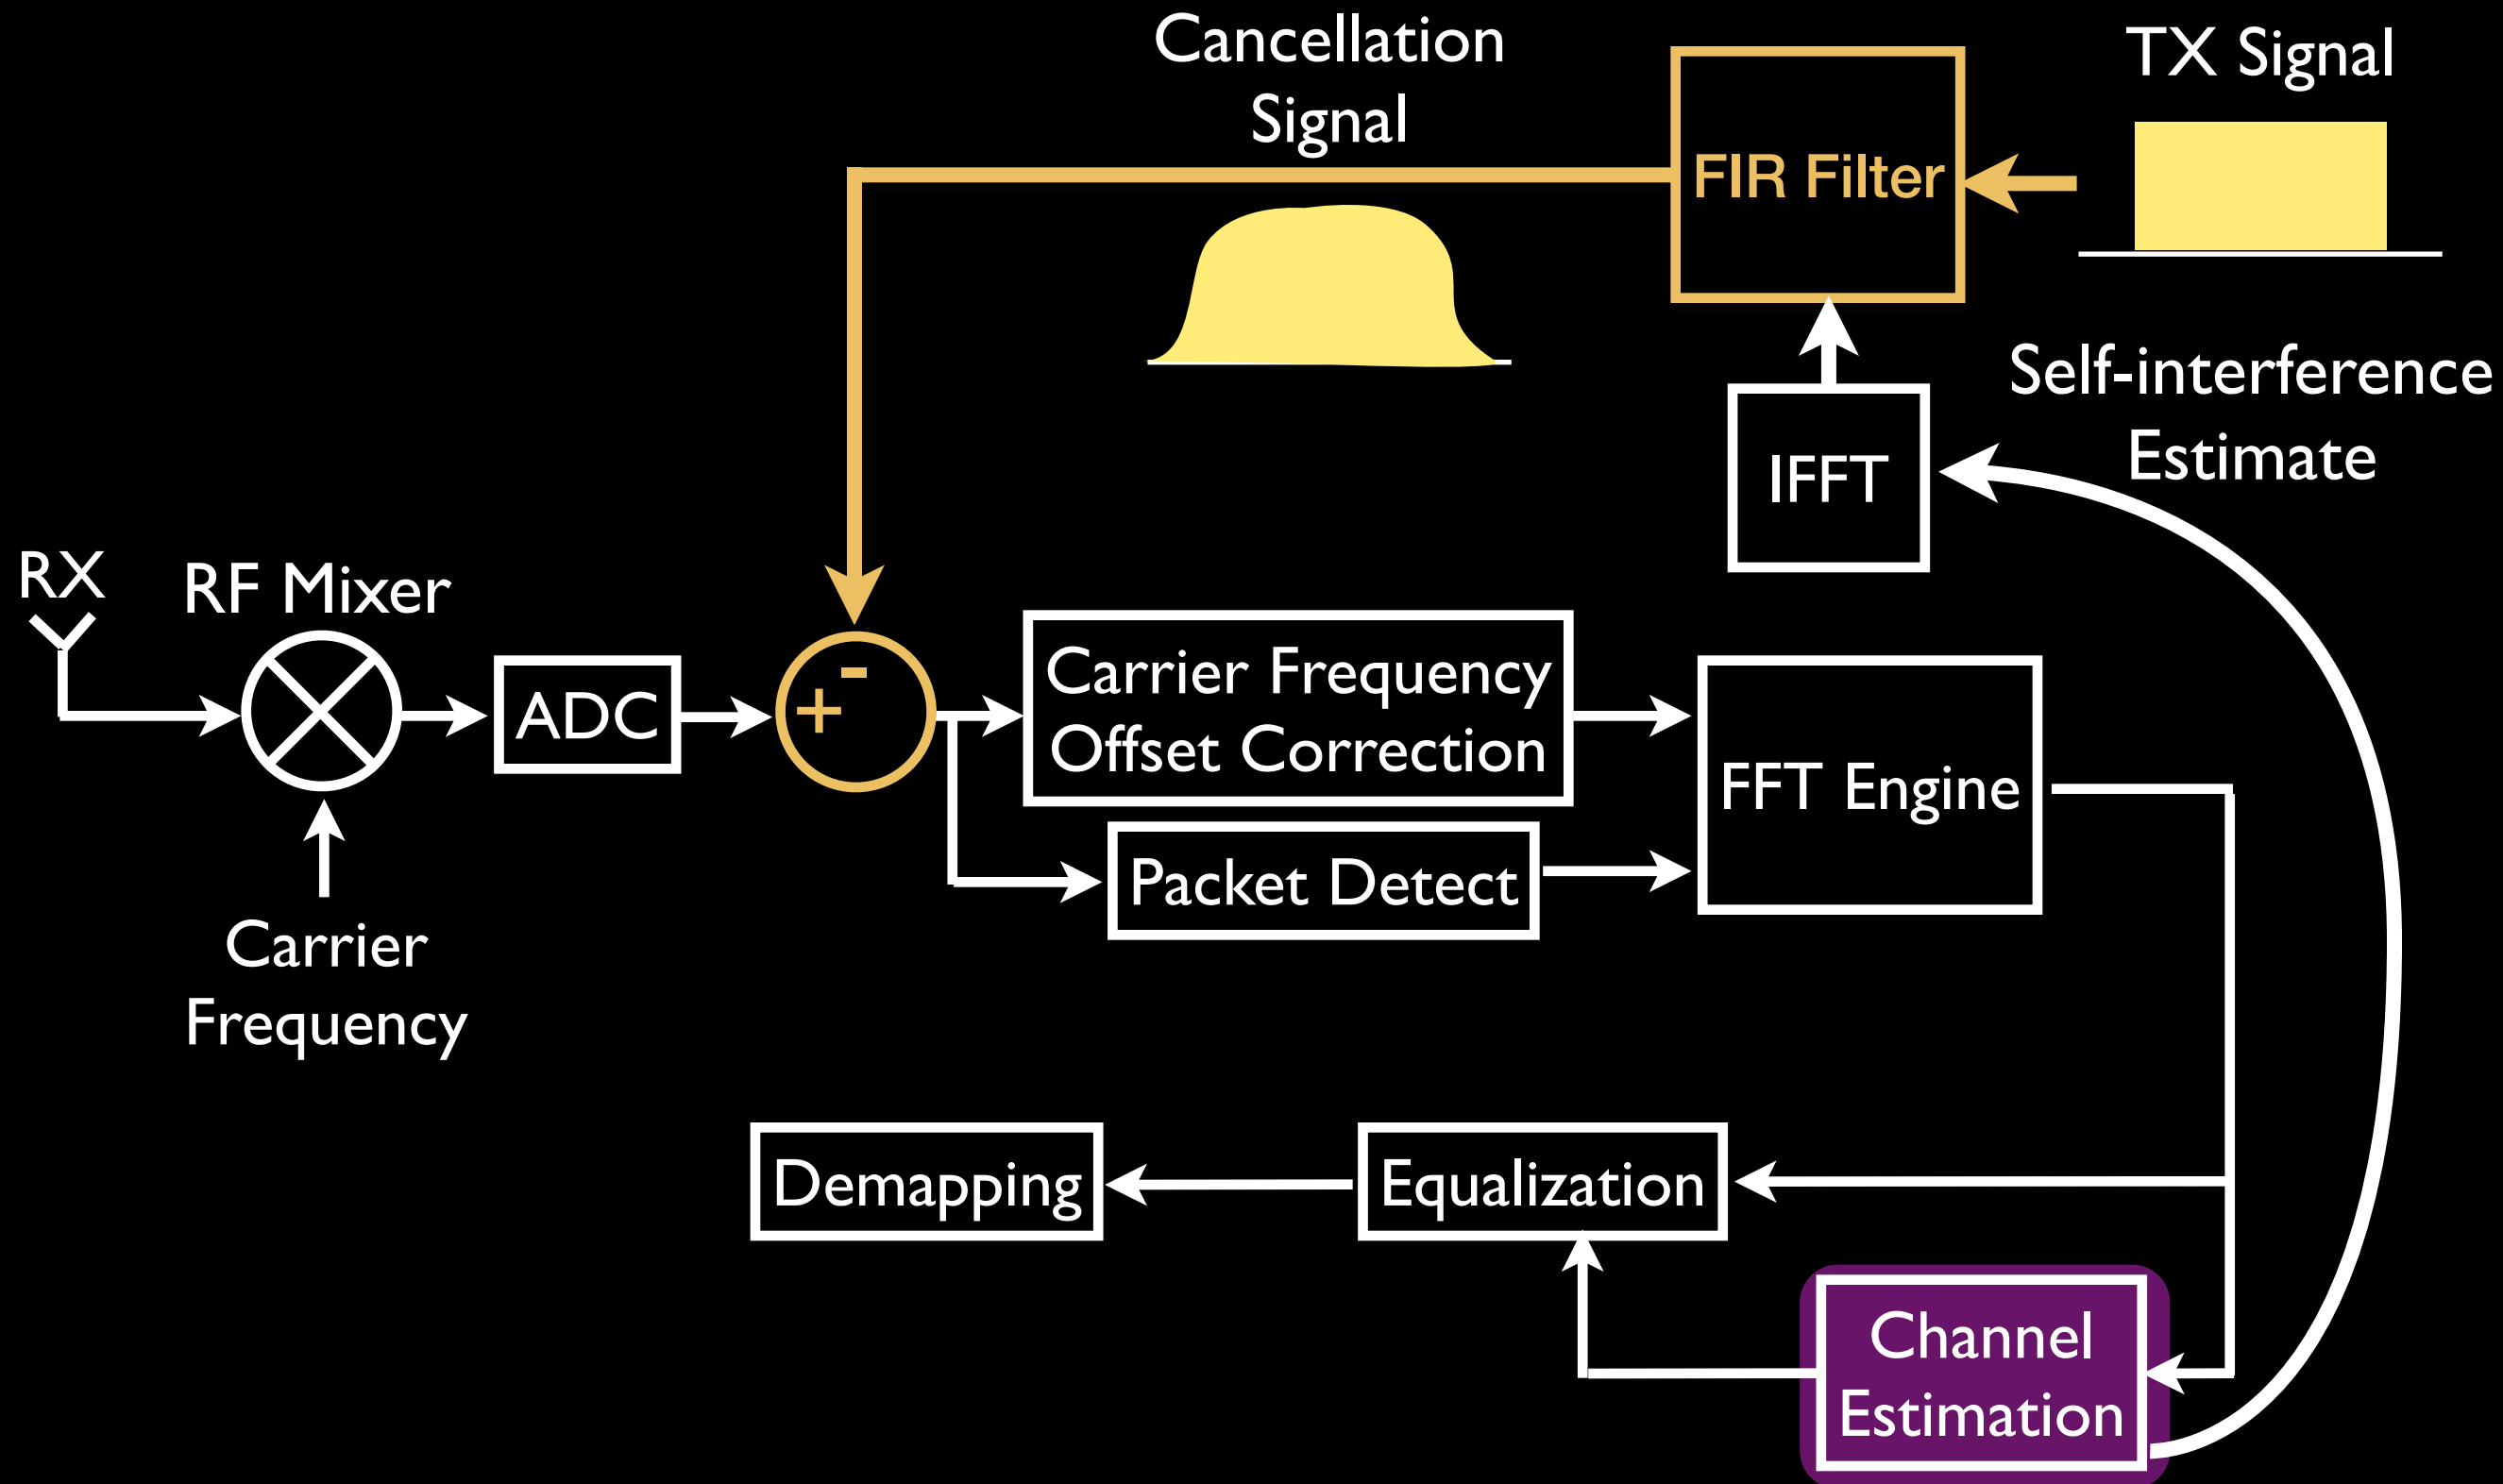 Cancellation
Signal
TX Signal
FIR Filter
Self-interference
Estimate
IFFT
RX
RF Mixer
ADC
+
-
Carrier Frequency
Offset Correction
FFT Engine
Packet Detect
Carrier
Frequency
Demapping
Equalization
Channel
Estimation